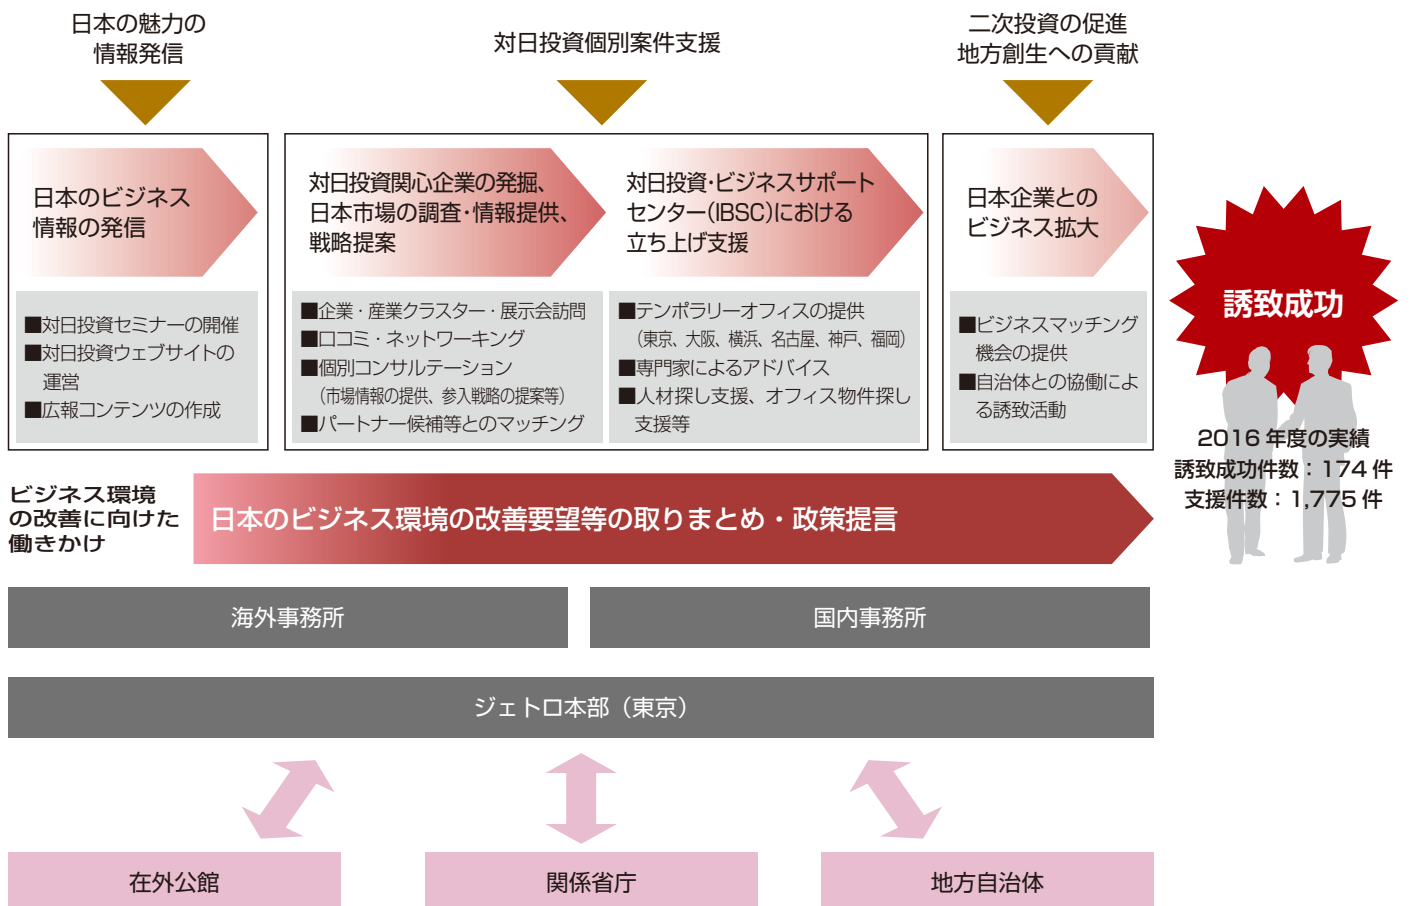 日本の魅力の
情報発信
対日投資個別案件支援
二次投資の促進
地方創生への貢献
日本のビジネス
情報の発信
■対日投資セミナーの開催
■対日投資ウェブサイトの
運営
■広報コンテンツの作成
対日投資関心企業の発掘、
日本市場の調査・情報提供、
戦略提案
■企業・産業クラスター・展示会訪問
■口コミ・ネットワーキング
■個別コンサルテーション
（市場情報の提供、参入戦略の提案等）
■パートナー候補等とのマッチング
対日投資・ビジネスサポート
センター(IBSC)における
立ち上げ支援
■テンポラリーオフィスの提供
（東京、大阪、横浜、名古屋、神戸、福岡）
■専門家によるアドバイス
■人材探し支援、オフィス物件探し
支援等
日本企業との
ビジネス拡大
■ビジネスマッチング
機会の提供
■自治体との協働によ
る誘致活動
誘致成功
2016 年度の実績
誘致成功件数：174 件
支援件数：1,775 件
ビジネス環境
の改善に向けた
働きかけ
日本のビジネス環境の改善要望等の取りまとめ・政策提言
海外事務所
国内事務所
ジェトロ本部（東京）
在外公館
関係省庁
地方自治体